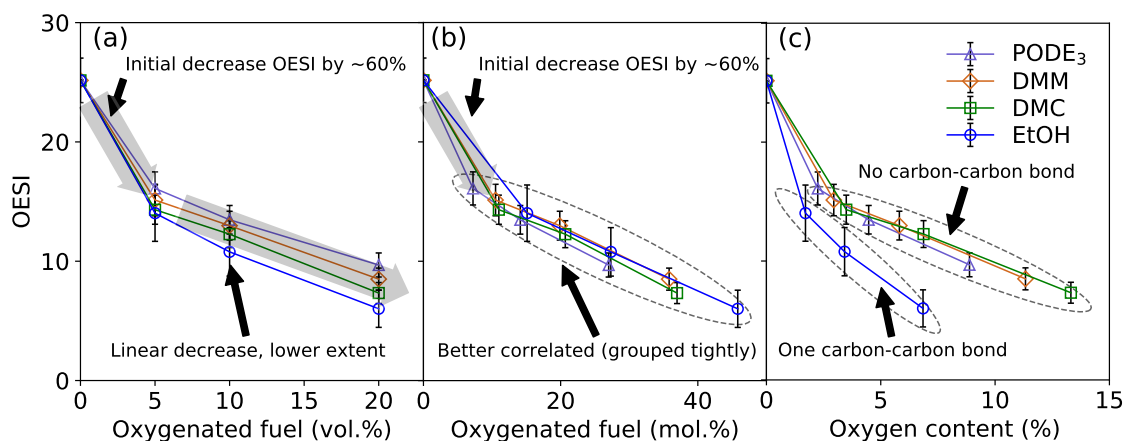 30
20
10
0
OESI
(a)
Initial decrease OESI by ~60%
Linear decrease, lower extent
0 5 10 15 20
Oxygenated fuel (vol.%)
(b)
Initial decrease OESI by ~60%
Better correlated (grouped tightly)
0 20 40
Oxygenated fuel (mol.%)
(c)
PODE₃
DMM
DMC
EtOH
No carbon-carbon bond
One carbon-carbon bond
0 5 10 15
Oxygen content (%)